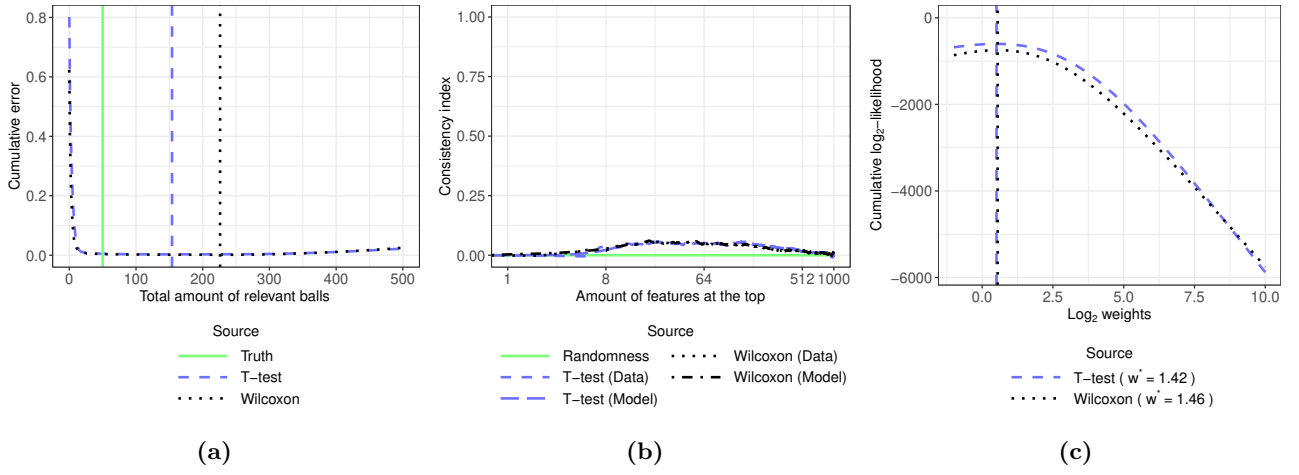 0.8
0.6
0.4
0.2
0.0
Cumulative error
0 100 200 300 400 500
Total amount of relevant balls
Source
Truth
T−test
Wilcoxon
(a)
1.00
0.75
0.50
0.25
0.00
Consistency index
1 8 64 512 1000
Amount of features at the top
Source
Randomness
T−test (Data)
T−test (Model)
Wilcoxon (Data)
Wilcoxon (Model)
(b)
0
−2000
−4000
−6000
Cumulative log₂−likelihood
0.0 2.5 5.0 7.5 10.0
Log₂ weights
Source
T−test ( w* = 1.42 )
Wilcoxon ( w* = 1.46 )
(c)